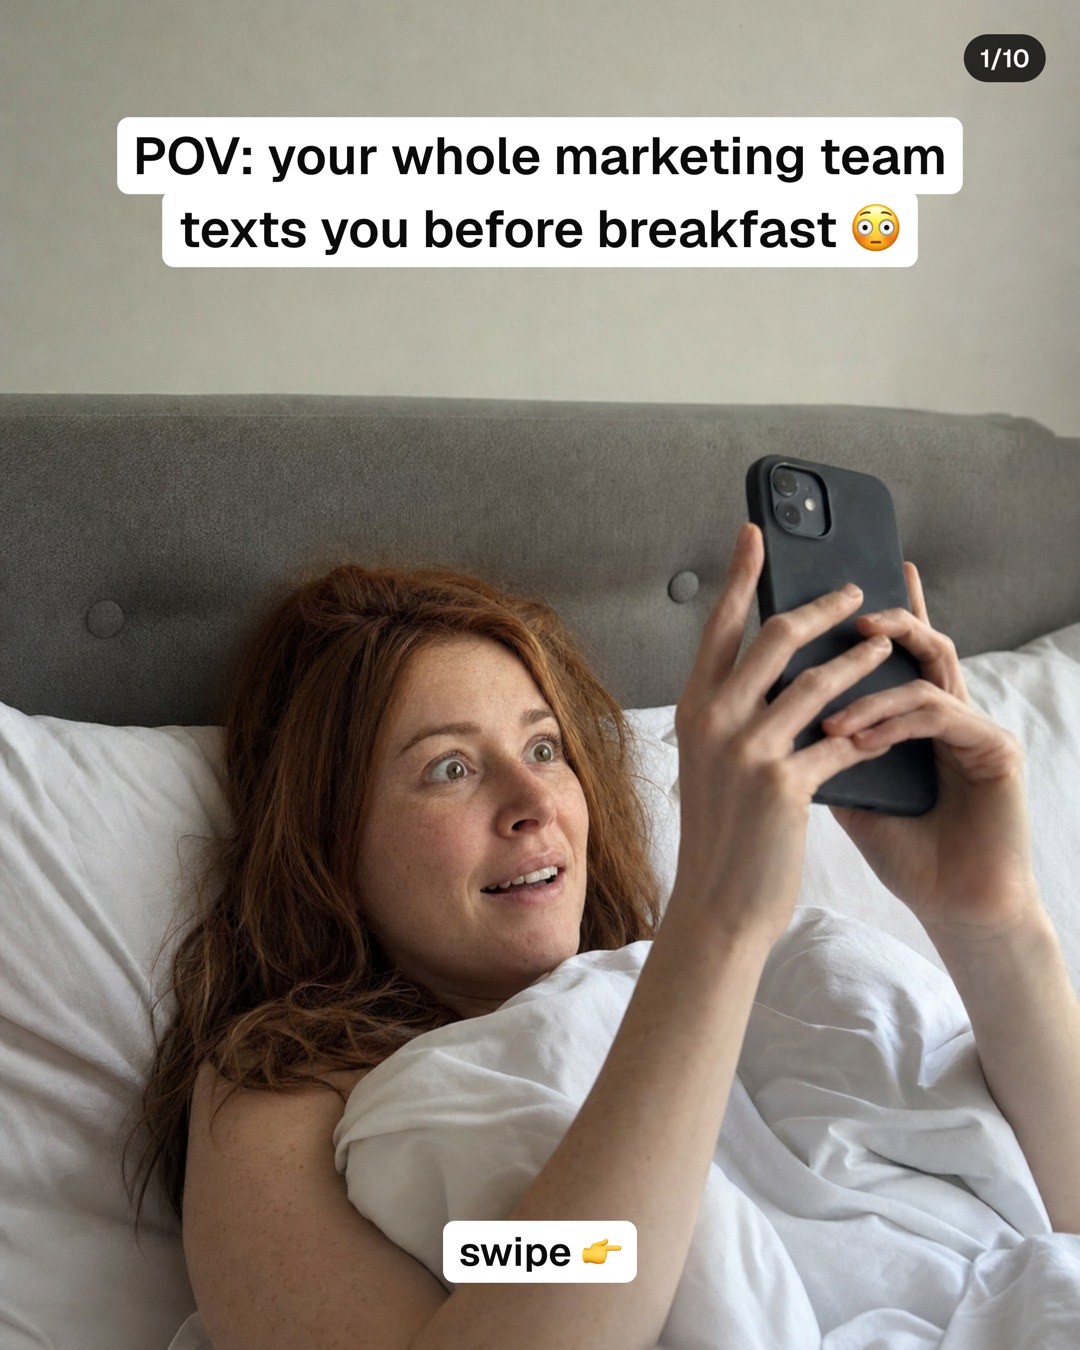 1/10
POV: your whole marketing team
texts you before breakfast 😳
swipe 👉